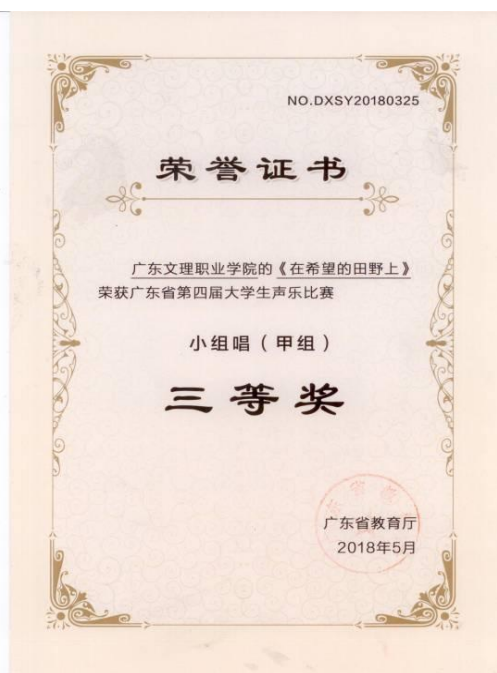 NO.DXSY20180325
荣誉证书
广东文理职业学院的《在希望的田野上》
荣获广东省第四届大学生声乐比赛
小组唱（甲组）
三等奖
广东省教育厅
2018年5月